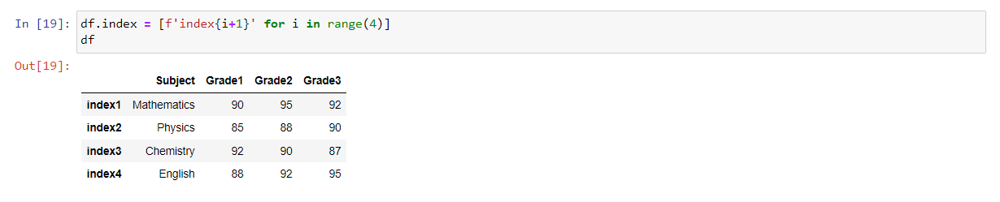 In [19]: df.index = [f'index{i+1}' for i in range(4)]
df
Out[19]:
Subject Grade1 Grade2 Grade3
index1 Mathematics 90 95 92
index2 Physics 85 88 90
index3 Chemistry 92 90 87
index4 English 88 92 95